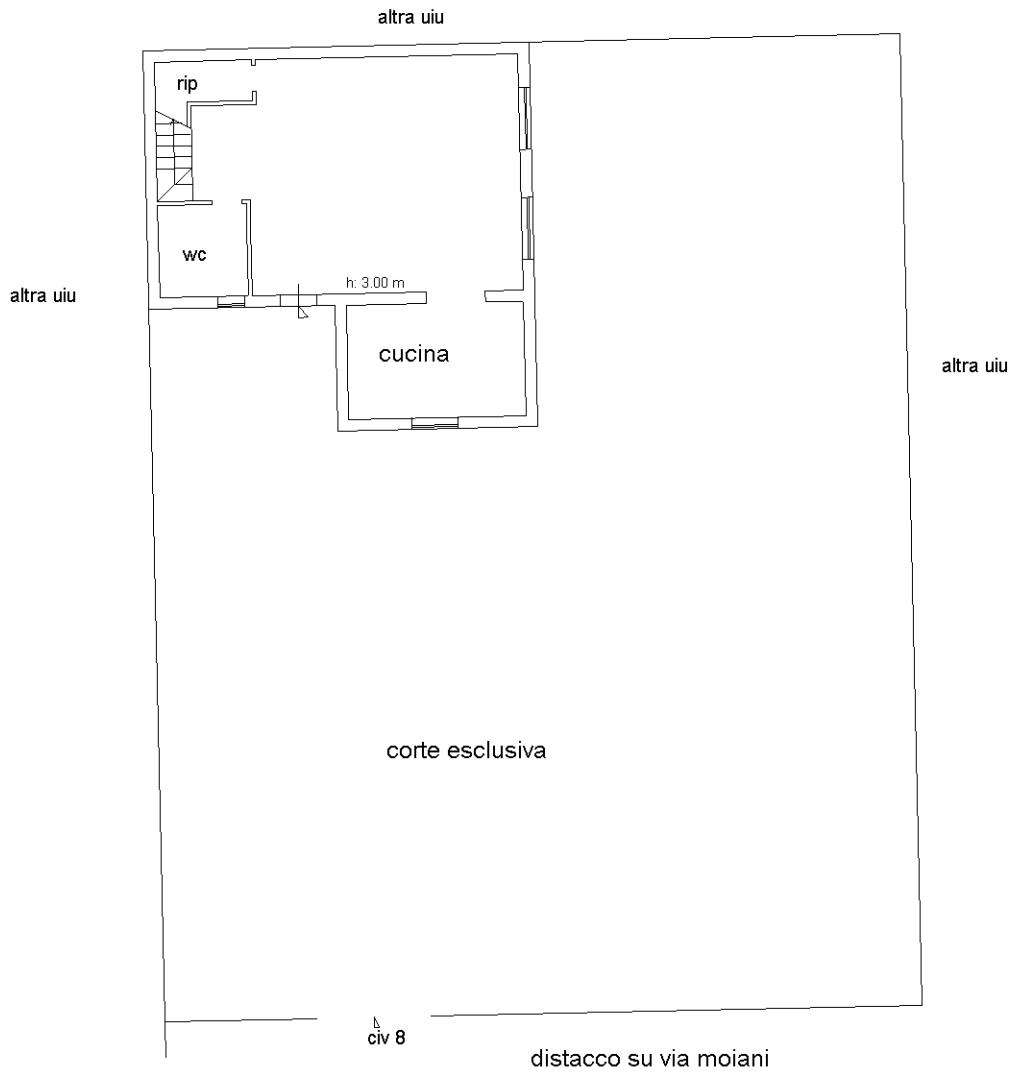 altra uiu
rip
wc
altra uiu
h: 3.00 m
cucina
altra uiu
corte esclusiva
civ 8
distacco su via moiani